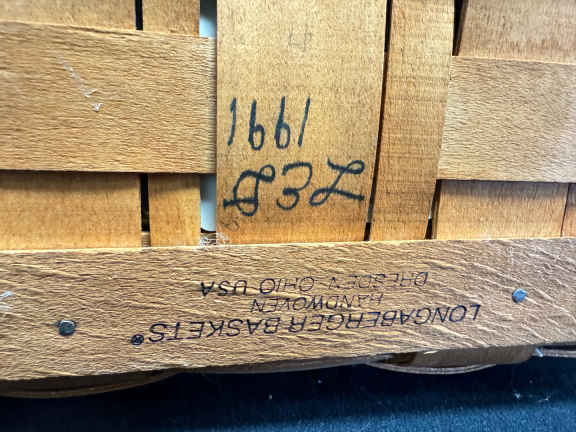 LONGABERGER BASKETS®
HANDWOVEN
DRESDEN, OHIO USA
1991